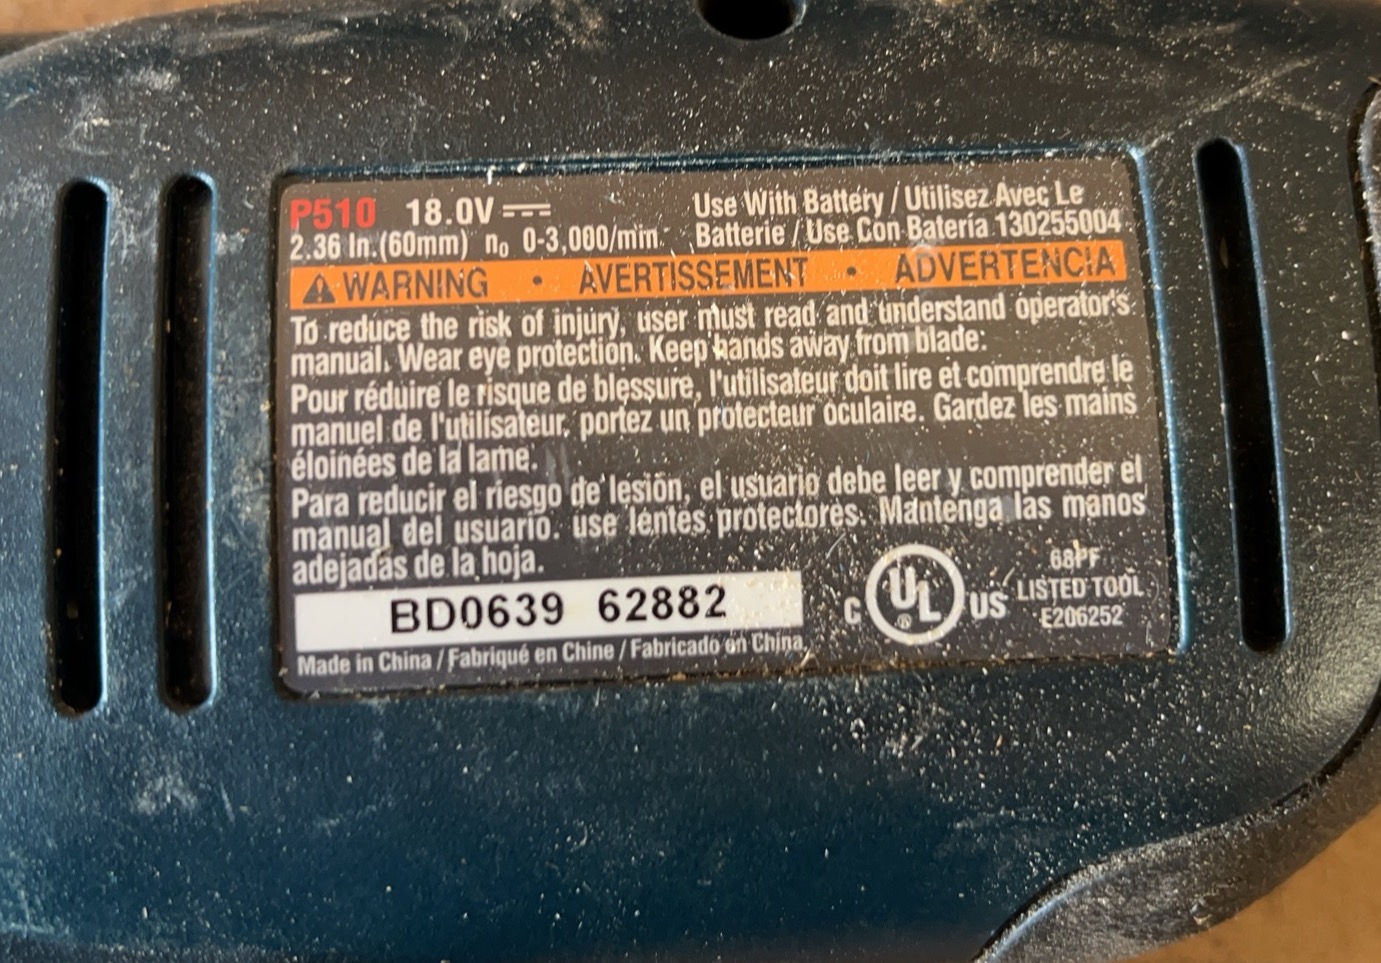 P510 18.0V
2.36 In.(60mm) n₀ 0-3,000/min
Use With Battery / Utilisez Avec Le
Batterie / Use Con Batería 130255004
WARNING • AVERTISSEMENT • ADVERTENCIA
To reduce the risk of injury, user must read and understand operator's
manual. Wear eye protection. Keep hands away from blade.
Pour réduire le risque de blessure, l'utilisateur doit lire et comprendre le
manuel de l'utilisateur, portez un protecteur oculaire. Gardez les mains
éloinées de la lame.
Para reducir el riesgo de lesión, el usuario debe leer y comprender el
manual del usuario. use lentes protectores. Mantenga las manos
adejadas de la hoja.
BD0639 62882
Made in China / Fabriqué en Chine / Fabricado en China
C UL® US
68PF
LISTED TOOL
E206252